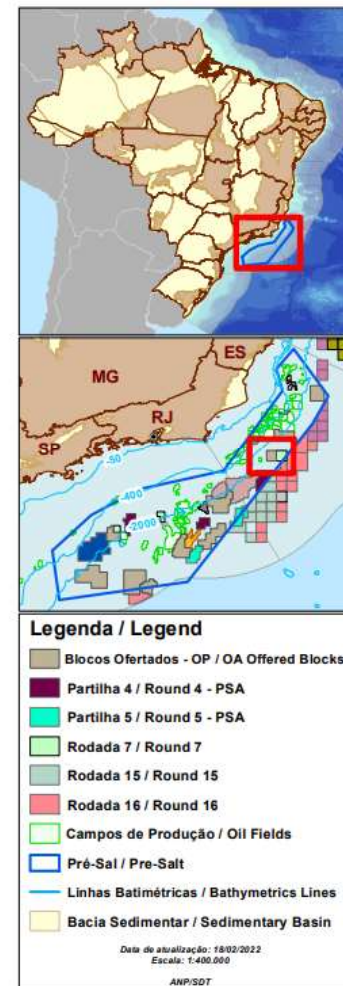 ES
MG
RJ
SP
-50
-400
-2000
Legenda / Legend
Blocos Ofertados - OP / OA Offered Blocks
Partilha 4 / Round 4 - PSA
Partilha 5 / Round 5 - PSA
Rodada 7 / Round 7
Rodada 15 / Round 15
Rodada 16 / Round 16
Campos de Produção / Oil Fields
Pré-Sal / Pre-Salt
Linhas Batimétricas / Bathymetrics Lines
Bacia Sedimentar / Sedimentary Basin
Data de atualização: 18/02/2022
Escala: 1:400.000
ANP/SDT